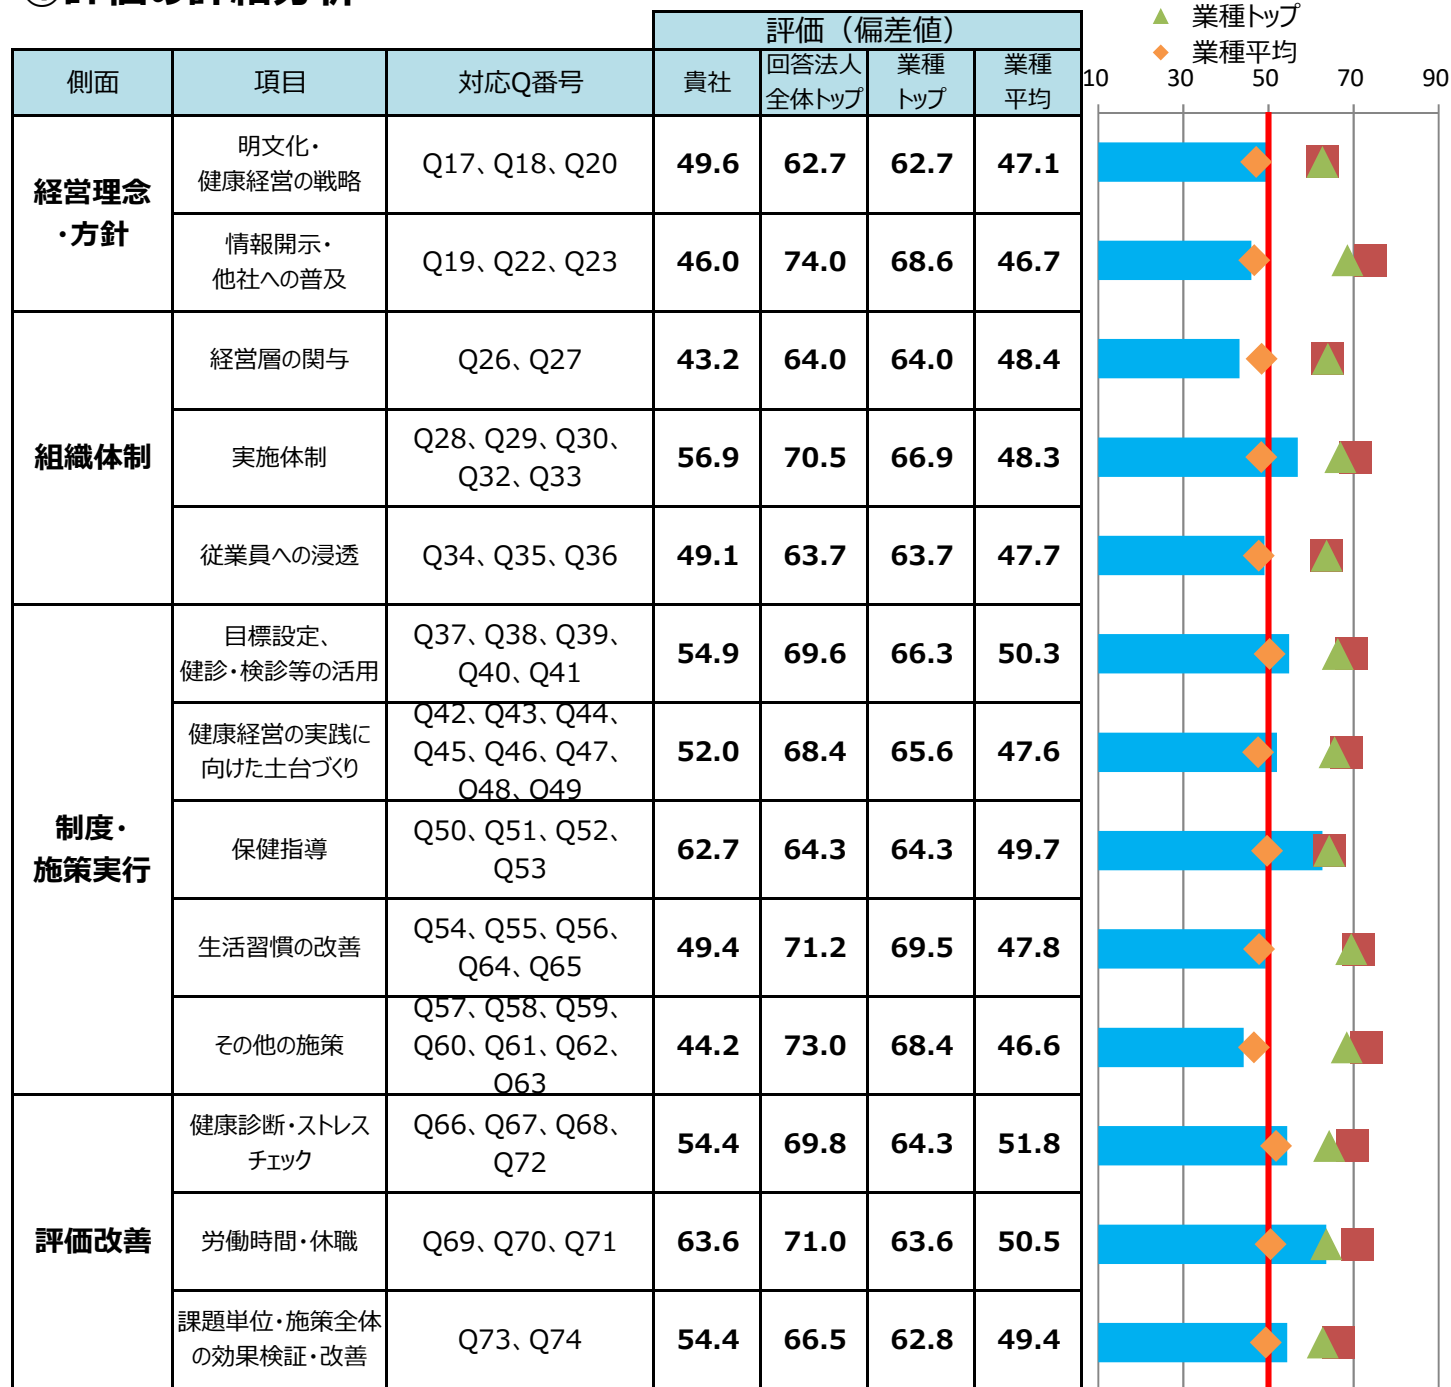 ①評価の詳細分析
▲ 業種トップ
◆ 業種平均
評価（偏差値）
側面 項目 対応Q番号 貴社 回答法人 業種 業種
全体トップ トップ 平均
10 30 50 70 90
経営理念
・方針
明文化・
健康経営の戦略
Q17、Q18、Q20 49.6 62.7 62.7 47.1
情報開示・
他社への普及
Q19、Q22、Q23 46.0 74.0 68.6 46.7
組織体制
経営層の関与 Q26、Q27 43.2 64.0 64.0 48.4
実施体制
Q28、Q29、Q30、
Q32、Q33
56.9 70.5 66.9 48.3
従業員への浸透 Q34、Q35、Q36 49.1 63.7 63.7 47.7
制度・
施策実行
目標設定、
健診・検診等の活用
Q37、Q38、Q39、
Q40、Q41
54.9 69.6 66.3 50.3
健康経営の実践に
向けた土台づくり
Q42、Q43、Q44、
Q45、Q46、Q47、
Q48、Q49
52.0 68.4 65.6 47.6
保健指導
Q50、Q51、Q52、
Q53
62.7 64.3 64.3 49.7
生活習慣の改善
Q54、Q55、Q56、
Q64、Q65
49.4 71.2 69.5 47.8
その他の施策
Q57、Q58、Q59、
Q60、Q61、Q62、
Q63
44.2 73.0 68.4 46.6
評価改善
健康診断・ストレス
チェック
Q66、Q67、Q68、
Q72
54.4 69.8 64.3 51.8
労働時間・休職 Q69、Q70、Q71 63.6 71.0 63.6 50.5
課題単位・施策全体
の効果検証・改善
Q73、Q74 54.4 66.5 62.8 49.4